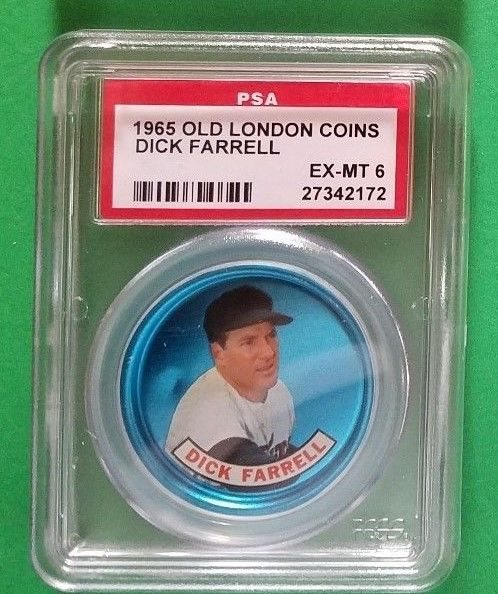 PSA
1965 OLD LONDON COINS
DICK FARRELL
EX-MT 6
27342172
DICK FARRELL